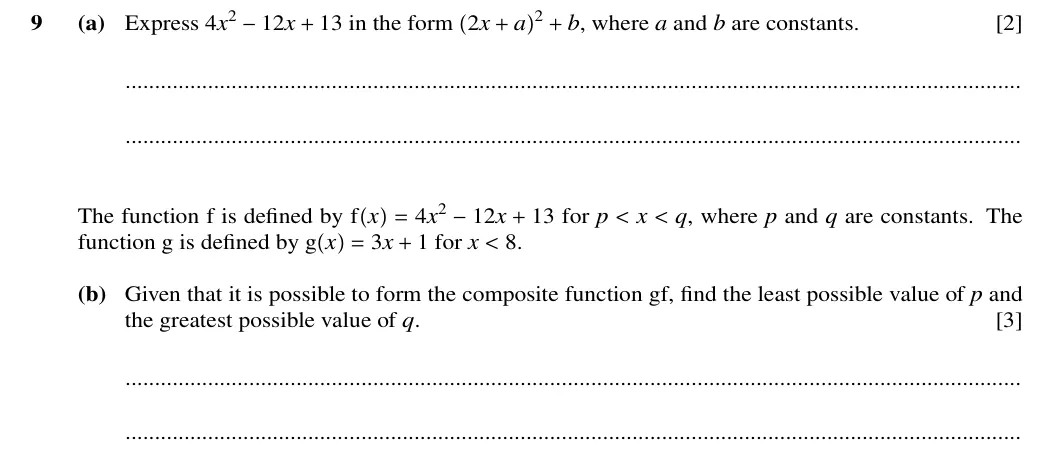 9 (a) Express 4x² − 12x + 13 in the form (2x + a)² + b, where a and b are constants. [2]
................................................................................
................................................................................
The function f is defined by f(x) = 4x² − 12x + 13 for p < x < q, where p and q are constants. The
function g is defined by g(x) = 3x + 1 for x < 8.
(b) Given that it is possible to form the composite function gf, find the least possible value of p and
the greatest possible value of q. [3]
................................................................................
................................................................................